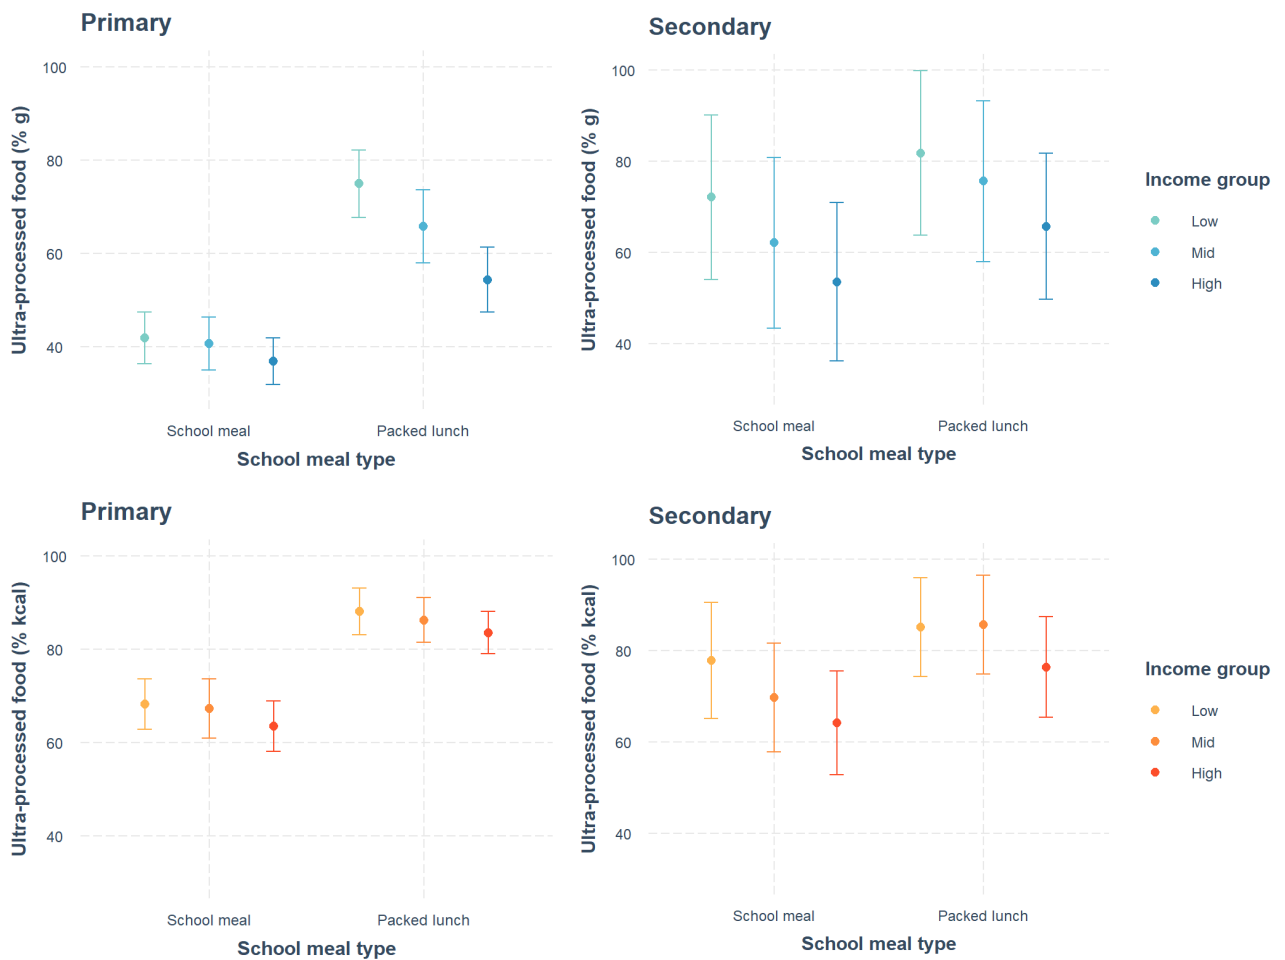 Primary
Ultra-processed food (% g)
100
80
60
40
School meal
Packed lunch
School meal type
Secondary
Ultra-processed food (% g)
100
80
60
40
School meal
Packed lunch
School meal type
Income group
Low
Mid
High
Primary
Ultra-processed food (% kcal)
100
80
60
40
School meal
Packed lunch
School meal type
Secondary
Ultra-processed food (% kcal)
100
80
60
40
School meal
Packed lunch
School meal type
Income group
Low
Mid
High